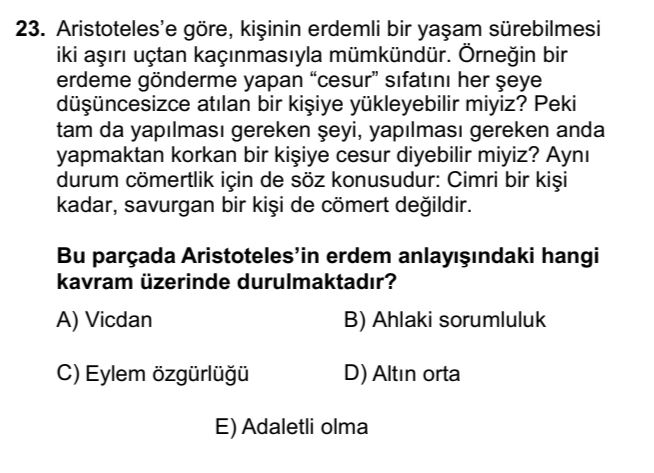 23. Aristoteles’e göre, kişinin erdemli bir yaşam sürebilmesi
iki aşırı uçtan kaçınmasıyla mümkündür. Örneğin bir
erdeme gönderme yapan “cesur” sıfatını her şeye
düşüncesizce atılan bir kişiye yükleyebilir miyiz? Peki
tam da yapılması gereken şeyi, yapılması gereken anda
yapmaktan korkan bir kişiye cesur diyebilir miyiz? Aynı
durum cömertlik için de söz konusudur: Cimri bir kişi
kadar, savurgan bir kişi de cömert değildir.
Bu parçada Aristoteles’in erdem anlayışındaki hangi
kavram üzerinde durulmaktadır?
A) Vicdan B) Ahlaki sorumluluk
C) Eylem özgürlüğü D) Altın orta
E) Adaletli olma